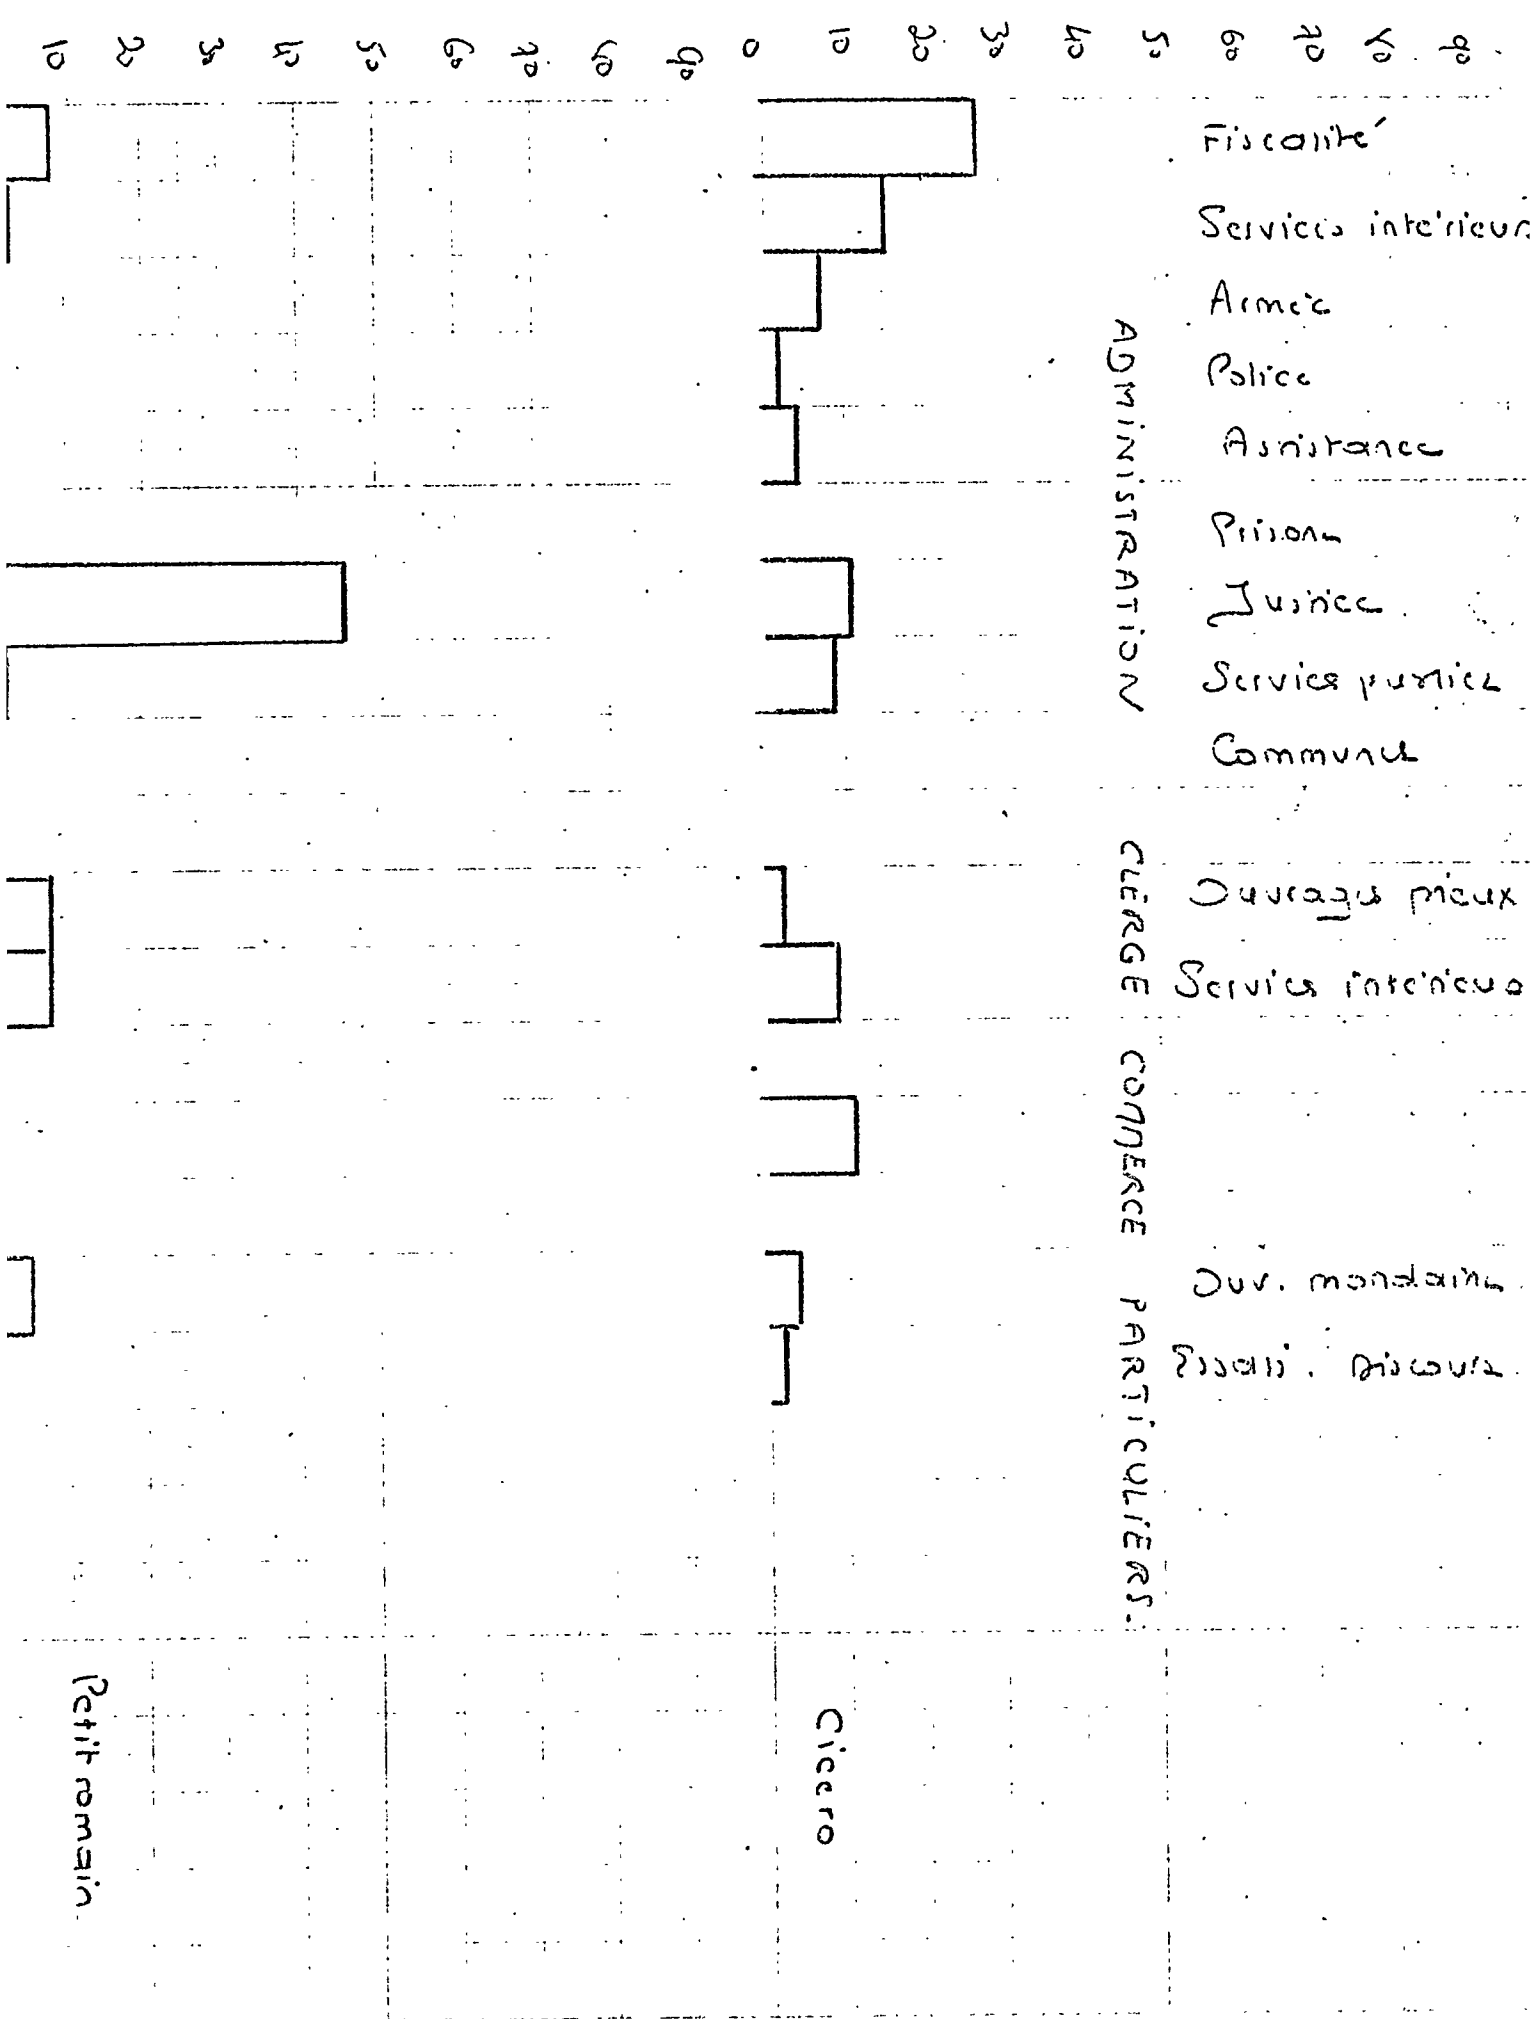 10 20 30 40 50 60 70 80 90 0 10 20 30 40 50 60 70 80 90
Fiscalité
Services intérieurs
Armée
Police
Assistance
Prisons
Justice
Services publics
Communes
ADMINISTRATION
Ouvrages pieux
Services intérieurs
CLERGE
COMMERCE
Ouv. mondains
Essais. Discours
PARTICULIERS.
Cicero
Petit romain